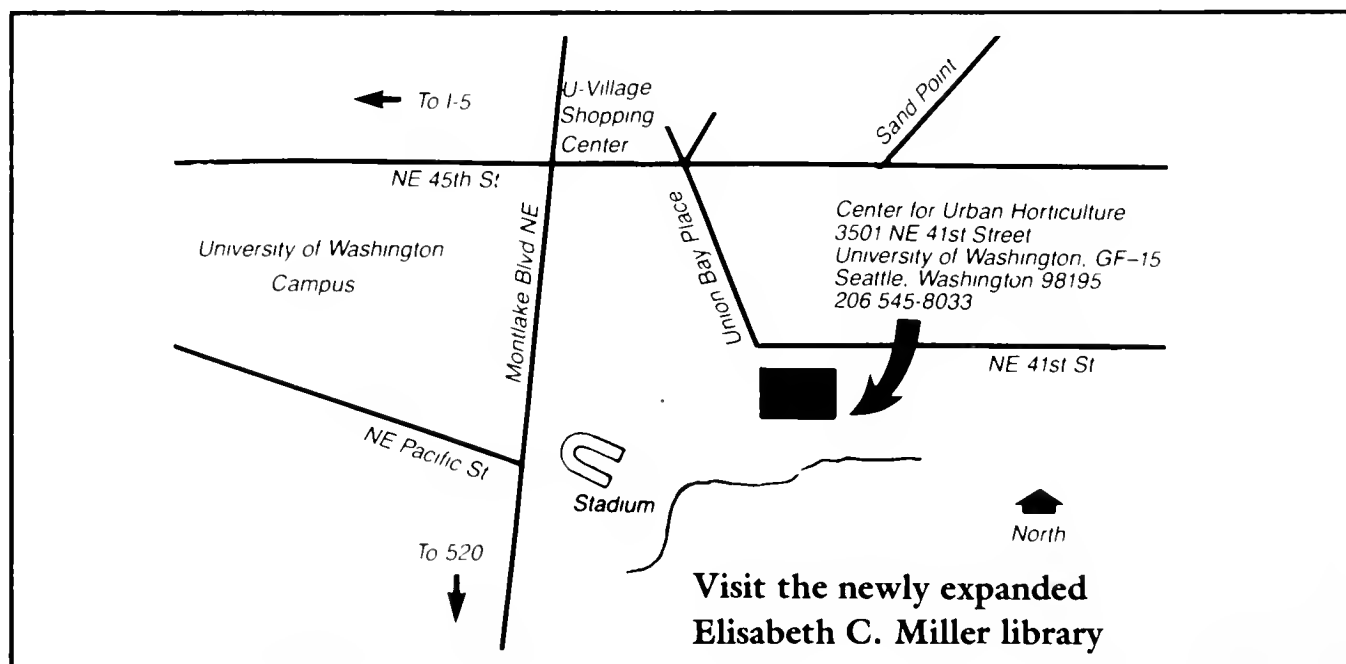 To I-5
U-Village
Shopping
Center
Sand Point
NE 45th St
Montlake Blvd NE
Union Bay Place
University of Washington
Campus
Center for Urban Horticulture
3501 NE 41st Street
University of Washington, GF-15
Seattle, Washington 98195
206 545-8033
NE 41st St
NE Pacific St
Stadium
North
To 520
Visit the newly expanded
Elisabeth C. Miller library